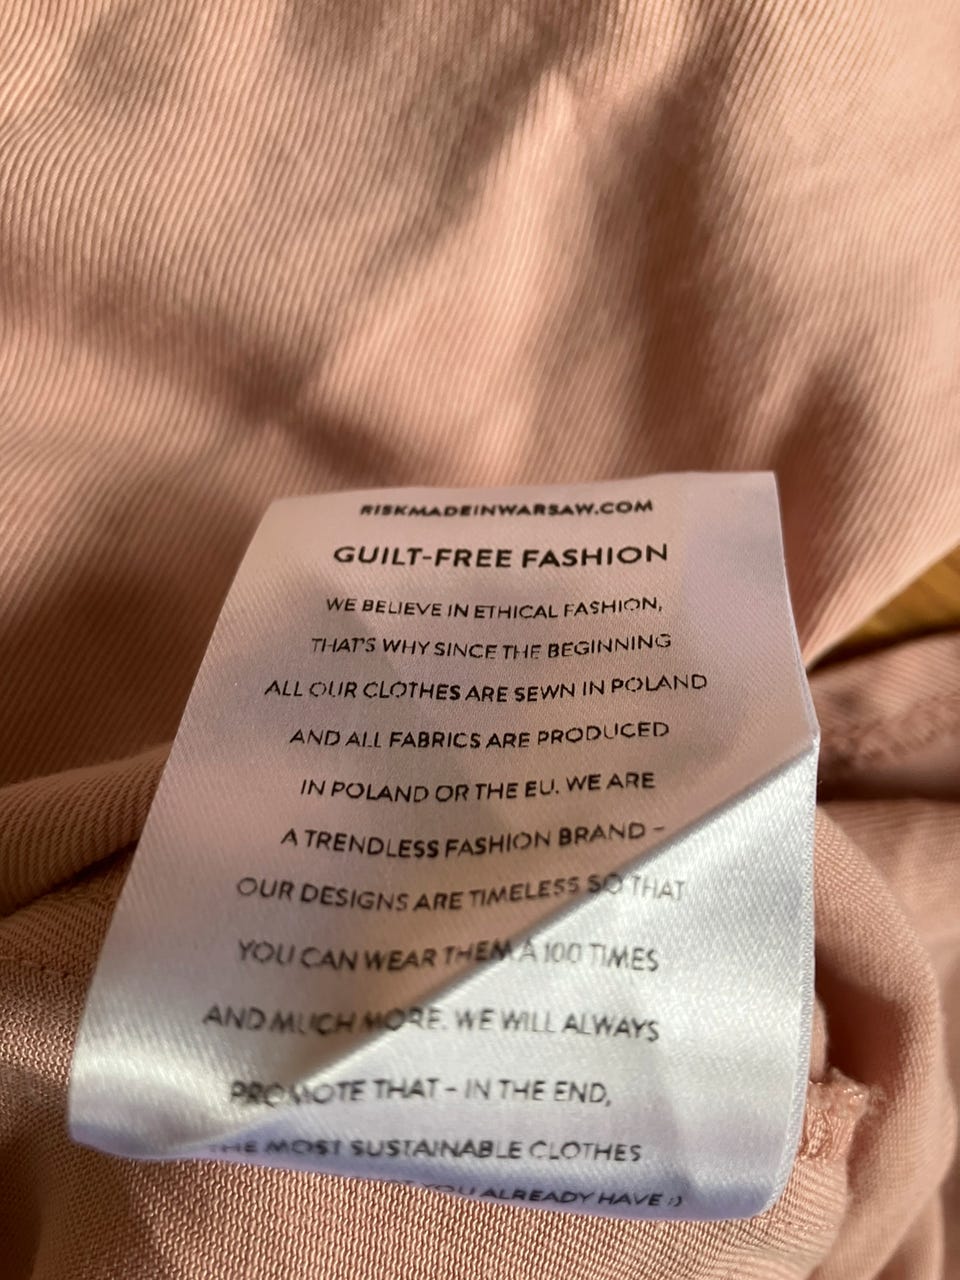 RISKMADEINWARSAW.COM
GUILT-FREE FASHION
WE BELIEVE IN ETHICAL FASHION,
THAT'S WHY SINCE THE BEGINNING
ALL OUR CLOTHES ARE SEWN IN POLAND
AND ALL FABRICS ARE PRODUCED
IN POLAND OR THE EU. WE ARE
A TRENDLESS FASHION BRAND –
OUR DESIGNS ARE TIMELESS SO THAT
YOU CAN WEAR THEM A 100 TIMES
AND MUCH MORE. WE WILL ALWAYS
PROMOTE THAT – IN THE END,
THE MOST SUSTAINABLE CLOTHES
YOU ALREADY HAVE :)